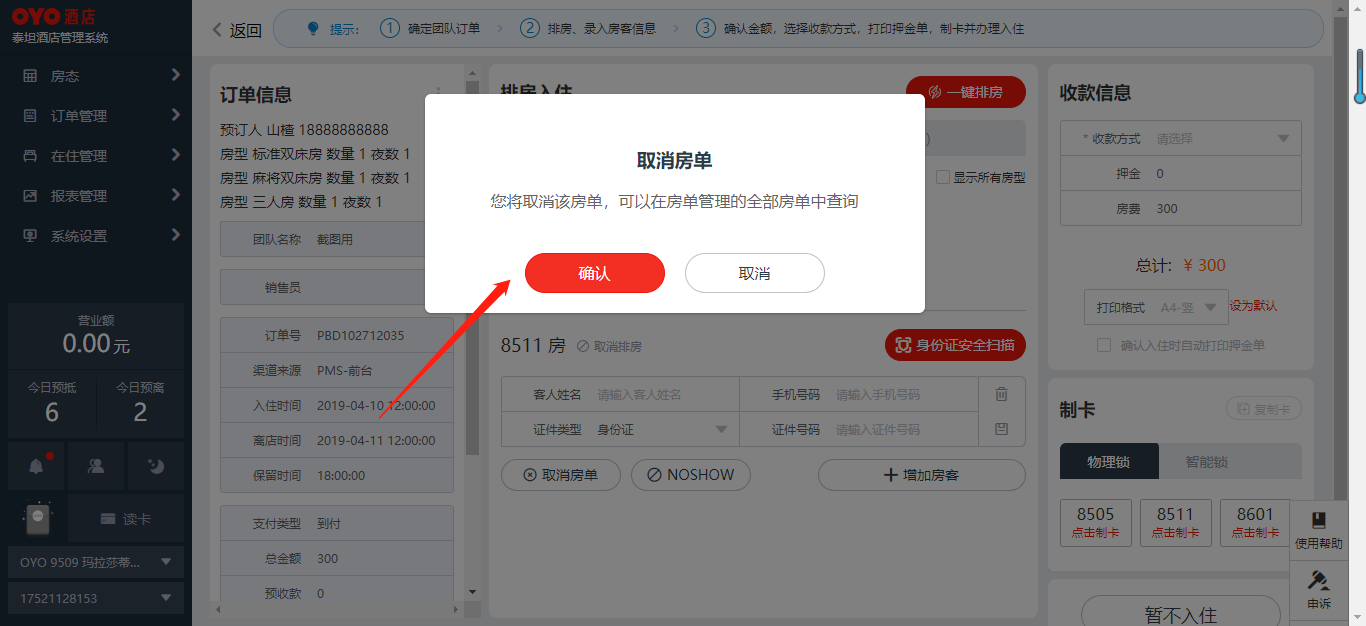 OYO 酒店
泰坦酒店管理系统
房态
订单管理
在住管理
报表管理
系统设置
营业额
0.00元
今日预抵
6
今日预离
2
读卡
OYO 9509 玛拉莎蒂...
17521128153
返回
提示:
1 确定团队订单
2 排房、录入房客信息
3 确认金额，选择收款方式，打印押金单，制卡并办理入住
订单信息
预订人 山楂 18888888888
房型 标准双床房 数量 1 夜数 1
房型 麻将双床房 数量 1 夜数 1
房型 三人房 数量 1 夜数 1
团队名称 截图用
销售员
订单号 PBD102712035
渠道来源 PMS-前台
入住时间 2019-04-10 12:00:00
离店时间 2019-04-11 12:00:00
保留时间 18:00:00
支付类型 到付
总金额 300
预收款 0
排房入住
一键排房
)
显示所有房型
取消房单
您将取消该房单，可以在房单管理的全部房单中查询
确认
取消
8511 房
取消排房
身份证安全扫描
客人姓名 请输入客人姓名
手机号码 请输入手机号码
证件类型 身份证
证件号码 请输入证件号码
取消房单
NOSHOW
增加房客
收款信息
* 收款方式 请选择
押金 0
房费 300
总计: ¥ 300
打印格式 A4-竖
设为默认
确认入住时自动打印押金单
制卡
复制卡
物理锁
智能锁
8505
点击制卡
8511
点击制卡
8601
点击制卡
使用帮助
申诉
暂不入住